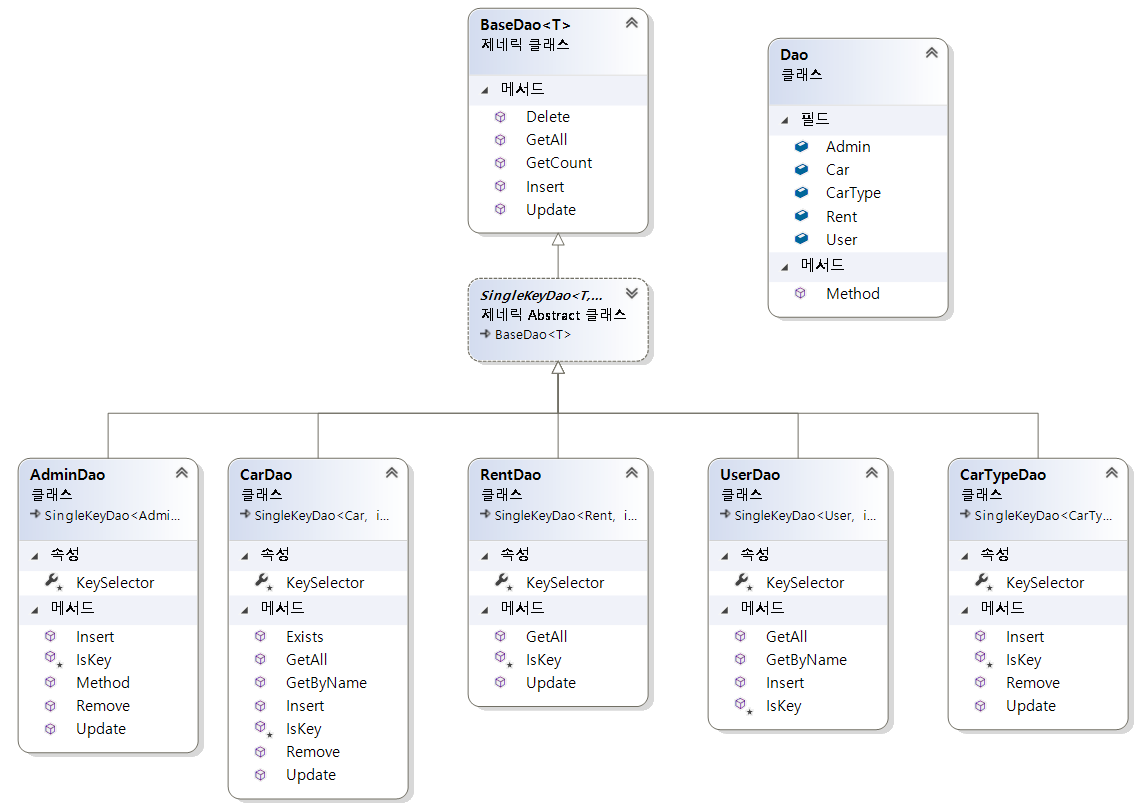 BaseDao<T>
제네릭 클래스
메서드
Delete
GetAll
GetCount
Insert
Update
Dao
클래스
필드
Admin
Car
CarType
Rent
User
메서드
Method
SingleKeyDao<T,...
제네릭 Abstract 클래스
BaseDao<T>
AdminDao
클래스
SingleKeyDao<Admi...
속성
KeySelector
메서드
Insert
IsKey
Method
Remove
Update
CarDao
클래스
SingleKeyDao<Car, i...
속성
KeySelector
메서드
Exists
GetAll
GetByName
Insert
IsKey
Remove
Update
RentDao
클래스
SingleKeyDao<Rent, i...
속성
KeySelector
메서드
GetAll
IsKey
Update
UserDao
클래스
SingleKeyDao<User, i...
속성
KeySelector
메서드
GetAll
GetByName
Insert
IsKey
CarTypeDao
클래스
SingleKeyDao<CarTy...
속성
KeySelector
메서드
Insert
IsKey
Remove
Update